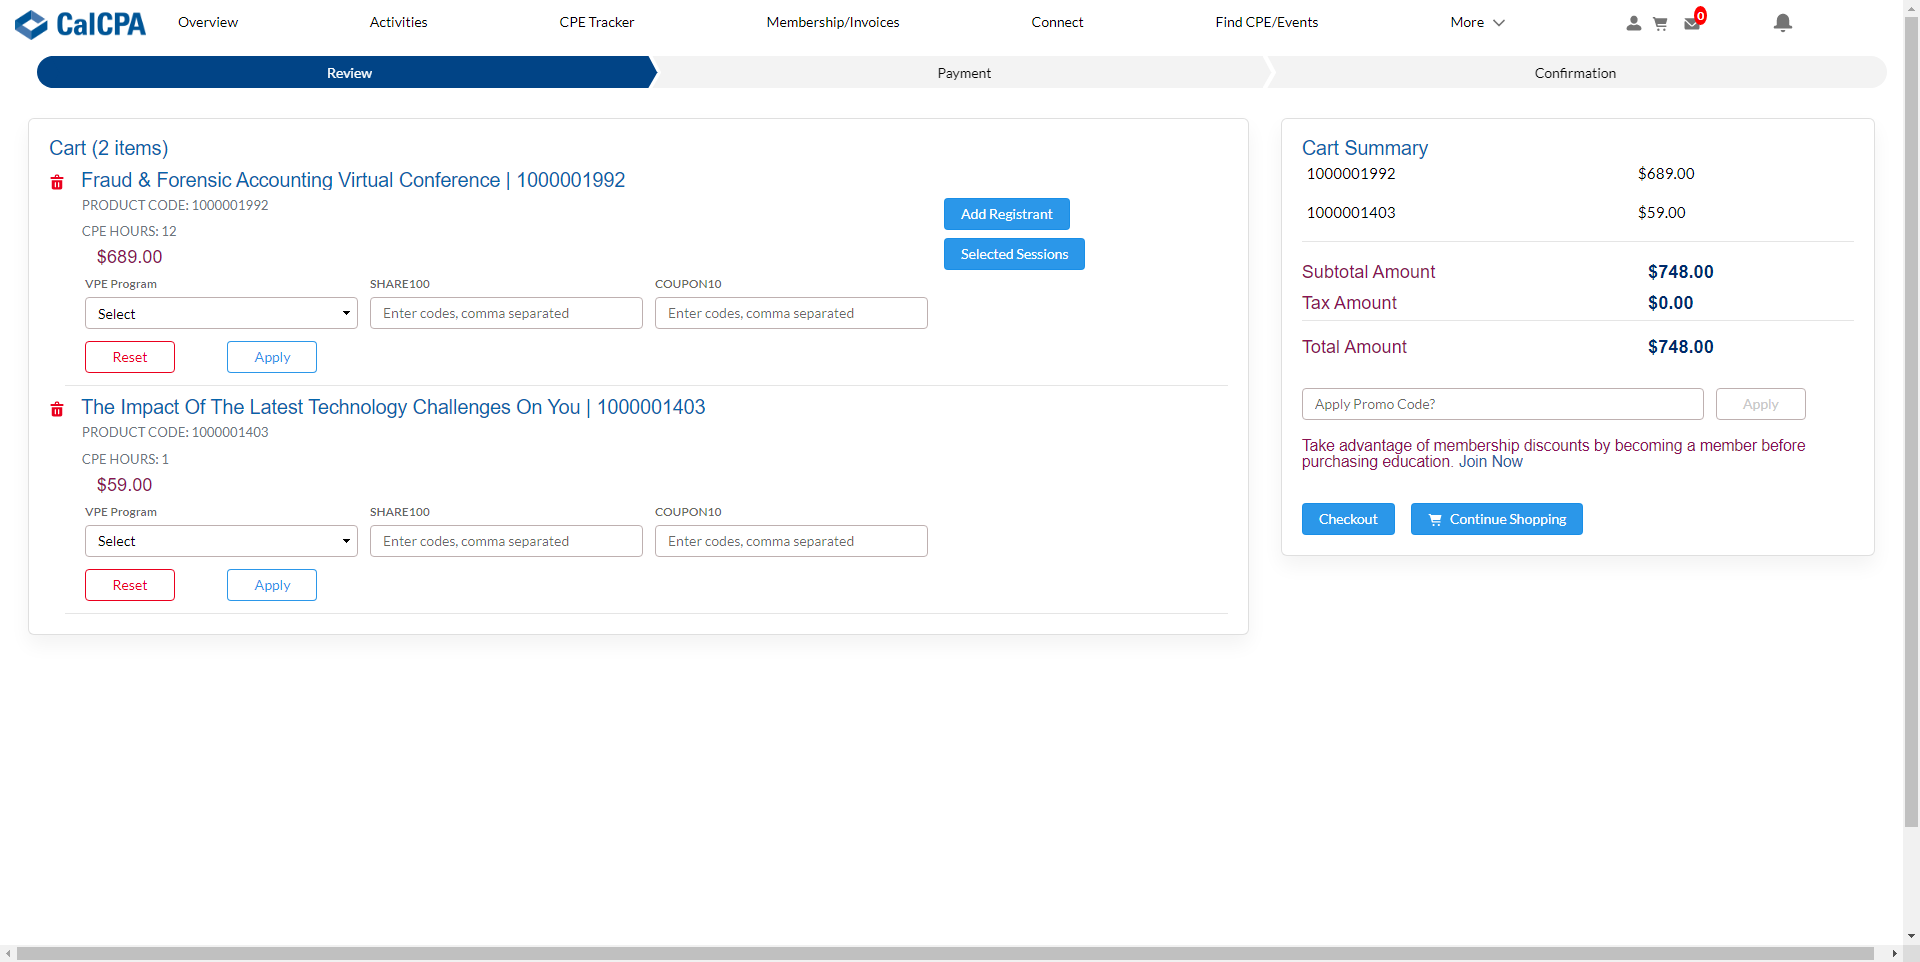 CalCPA
Overview
Activities
CPE Tracker
Membership/Invoices
Connect
Find CPE/Events
More
0
Review
Payment
Confirmation
Cart (2 items)
Fraud & Forensic Accounting Virtual Conference | 1000001992
PRODUCT CODE: 1000001992
CPE HOURS: 12
$689.00
Add Registrant
Selected Sessions
VPE Program
SHARE100
COUPON10
Select
Enter codes, comma separated
Enter codes, comma separated
Reset
Apply
The Impact Of The Latest Technology Challenges On You | 1000001403
PRODUCT CODE: 1000001403
CPE HOURS: 1
$59.00
VPE Program
SHARE100
COUPON10
Select
Enter codes, comma separated
Enter codes, comma separated
Reset
Apply
Cart Summary
1000001992 $689.00
1000001403 $59.00
Subtotal Amount $748.00
Tax Amount $0.00
Total Amount $748.00
Apply Promo Code?
Apply
Take advantage of membership discounts by becoming a member before
purchasing education. Join Now
Checkout
Continue Shopping